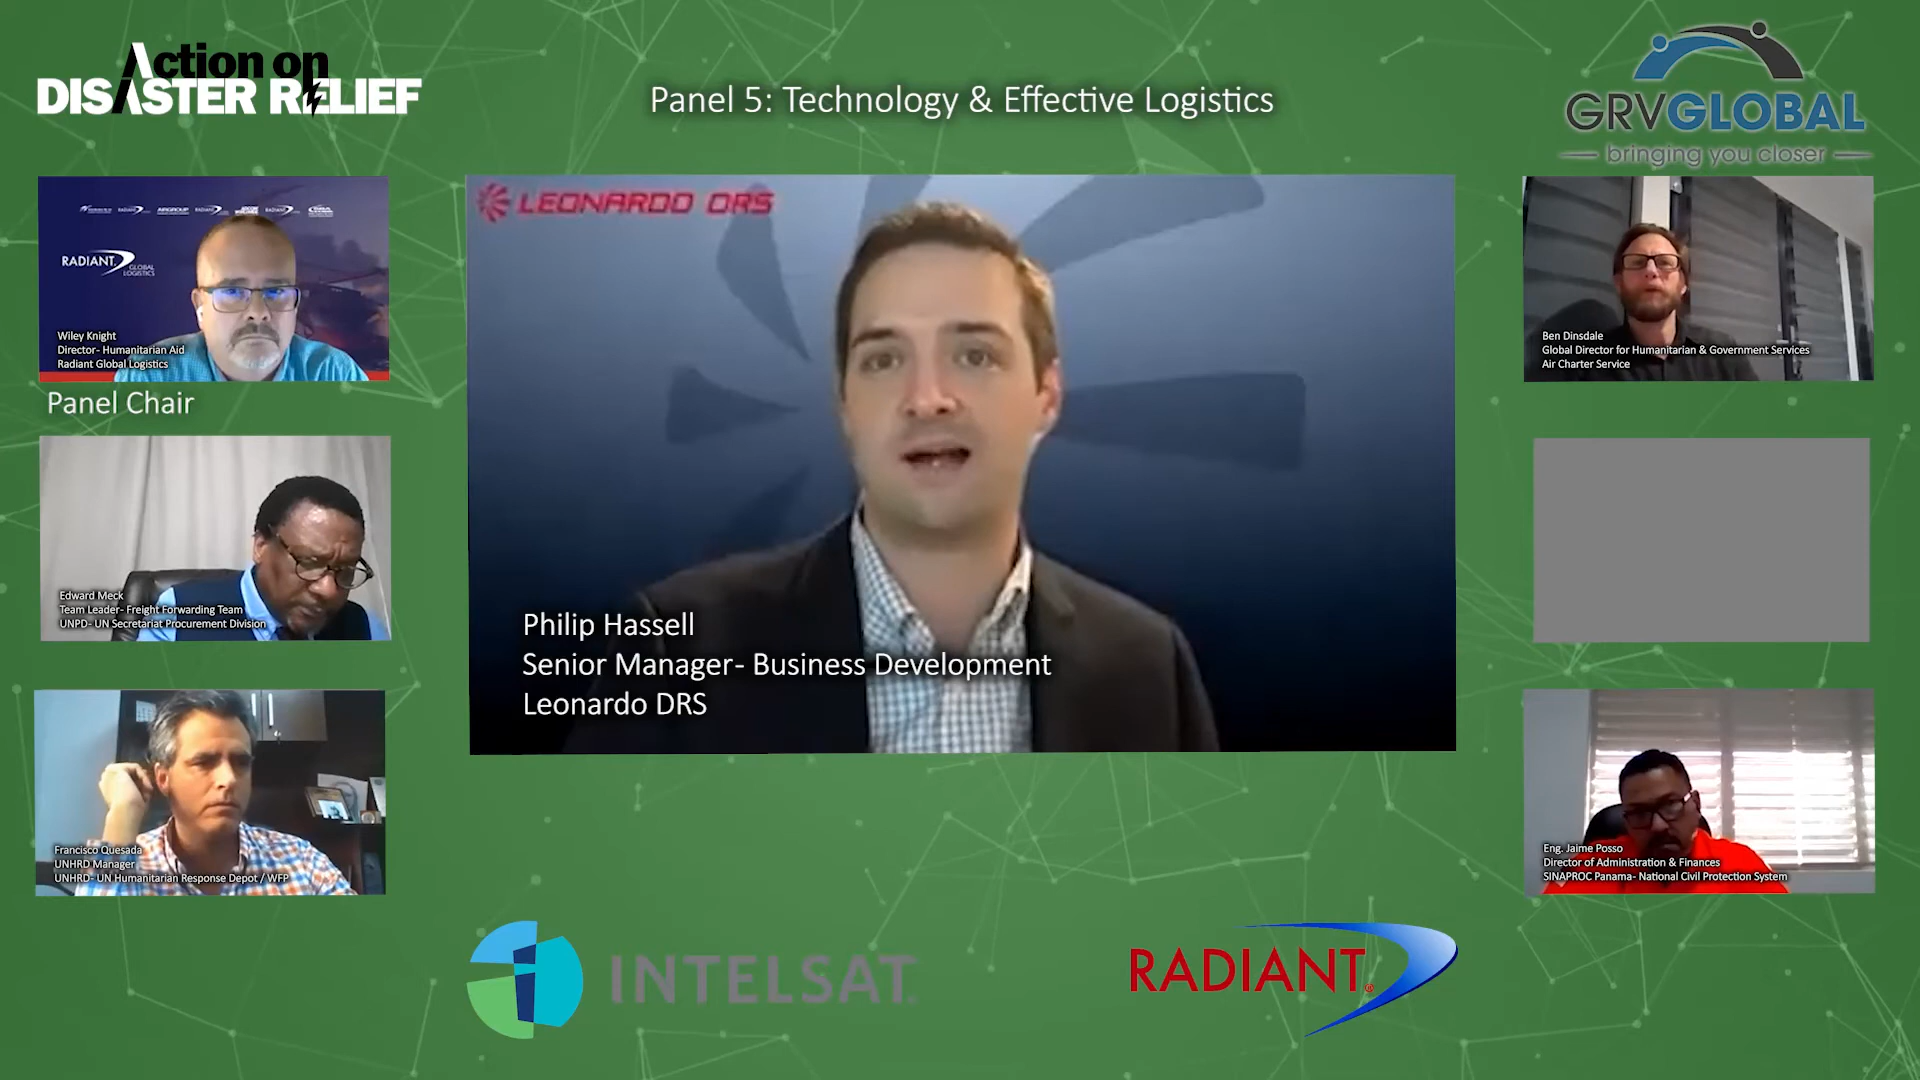 Action on
DISASTER RELIEF
Panel 5: Technology & Effective Logistics
GRVGLOBAL
bringing you closer
RADIANT
GLOBAL
LOGISTICS
Wiley Knight
Director- Humanitarian Aid
Radiant Global Logistics
Panel Chair
Edward Meck
Team Leader- Freight Forwarding Team
UNPD- UN Secretariat Procurement Division
Francisco Quesada
UNHRD Manager
UNHRD- UN Humanitarian Response Depot / WFP
LEONARDO DRS
Philip Hassell
Senior Manager- Business Development
Leonardo DRS
Ben Dinsdale
Global Director for Humanitarian & Government Services
Air Charter Service
Eng. Jaime Posso
Director of Administration & Finances
SINAPROC Panama- National Civil Protection System
INTELSAT
RADIANT®